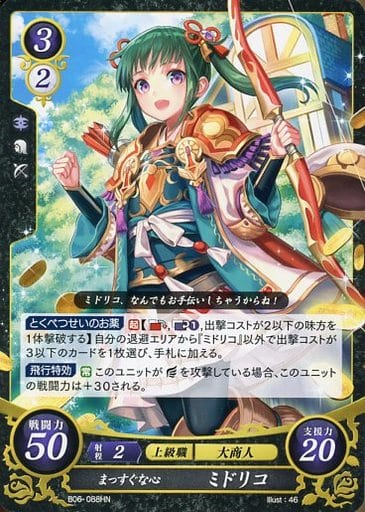 3
2
ミドリコ、なんでもお手伝いしちゃうからね!
とくべつせいのお薬 起【、1,出撃コストが2以下の味方を
1体撃破する】自分の退避エリアから『ミドリコ』以外で出撃コストが
3以下のカードを1枚選び、手札に加える。
飛行特効 常 このユニットがを攻撃している場合、このユニット
の戦闘力は+30される。
戦闘力
50
射程 2 上級職 大商人
支援力
20
まっすぐな心 ミドリコ
B06-088HN
Illust:46